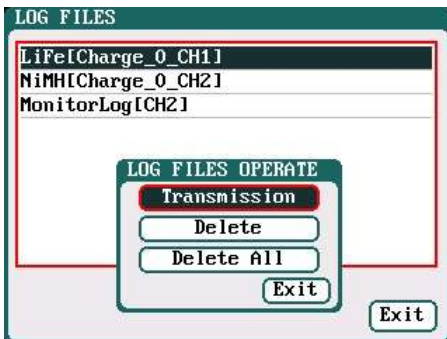 LOG FILES
LiFe[Charge_0_CH1]
NiMH[Charge_0_CH2]
MonitorLog[CH2]
LOG FILES OPERATE
Transmission
Delete
Delete All
Exit
Exit